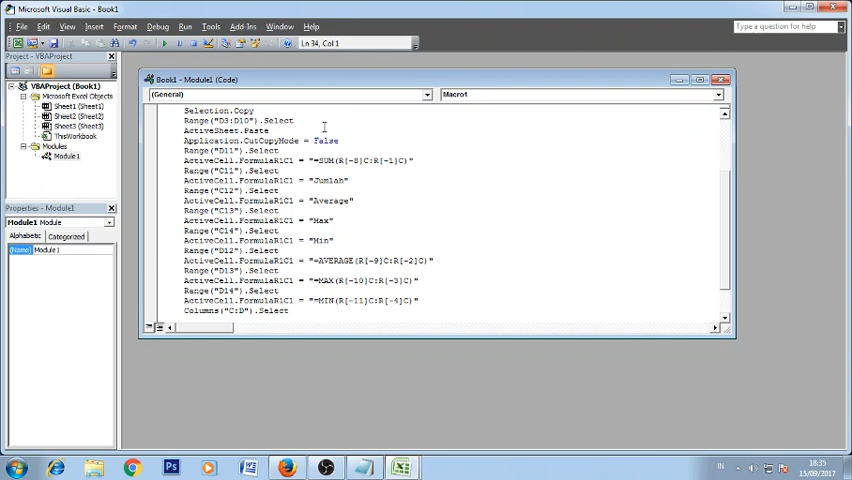 Microsoft Visual Basic - Book1
File Edit View Insert Format Debug Run Tools Add-Ins Window Help
Type a question for help
Ln 34, Col 1
Project - VBAProject
VBAProject (Book1)
Microsoft Excel Objects
Sheet1 (Sheet1)
Sheet2 (Sheet2)
Sheet3 (Sheet3)
ThisWorkbook
Modules
Module1
Properties - Module1
Module1 Module
Alphabetic Categorized
(Name) Module1
Book1 - Module1 (Code)
(General) Macro1
Selection.Copy
Range("D3:D10").Select
ActiveSheet.Paste
Application.CutCopyMode = False
Range("D11").Select
ActiveCell.FormulaR1C1 = "=SUM(R[-8]C:R[-1]C)"
Range("C11").Select
ActiveCell.FormulaR1C1 = "Jumlah"
Range("C12").Select
ActiveCell.FormulaR1C1 = "Average"
Range("C13").Select
ActiveCell.FormulaR1C1 = "Max"
Range("C14").Select
ActiveCell.FormulaR1C1 = "Min"
Range("D12").Select
ActiveCell.FormulaR1C1 = "=AVERAGE(R[-9]C:R[-2]C)"
Range("D13").Select
ActiveCell.FormulaR1C1 = "=MAX(R[-10]C:R[-3]C)"
Range("D14").Select
ActiveCell.FormulaR1C1 = "=MIN(R[-11]C:R[-4]C)"
Columns("C:D").Select
IN
18:35
15/09/2017